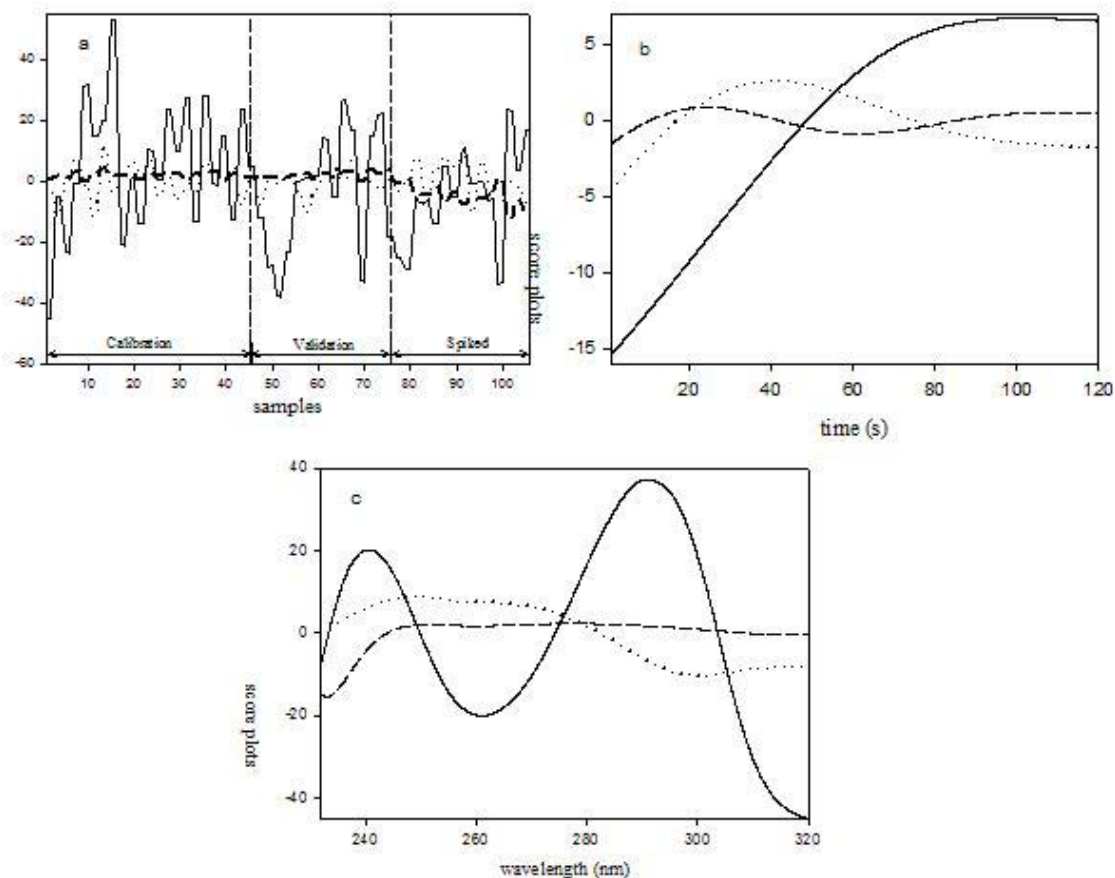 a
40
20
0
-20
-40
-60
Calibration
Validation
Spiked
10 20 30 40 50 60 70 80 90 100
samples
score plots
b
5
0
-5
-10
-15
20 40 60 80 100 120
time (s)
c
40
20
0
-20
-40
score plots
240 260 280 300 320
wavelength (nm)